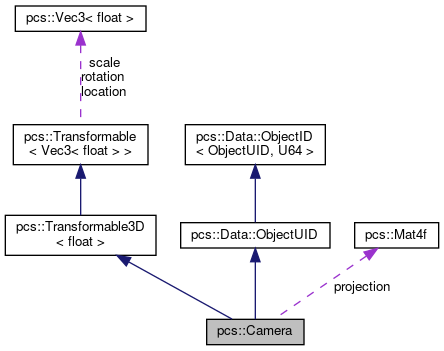 pcs::Vec3< float >
scale
rotation
location
pcs::Transformable
< Vec3< float > >
pcs::Data::ObjectID
< ObjectUID, U64 >
pcs::Transformable3D
< float >
pcs::Data::ObjectUID
pcs::Mat4f
projection
pcs::Camera